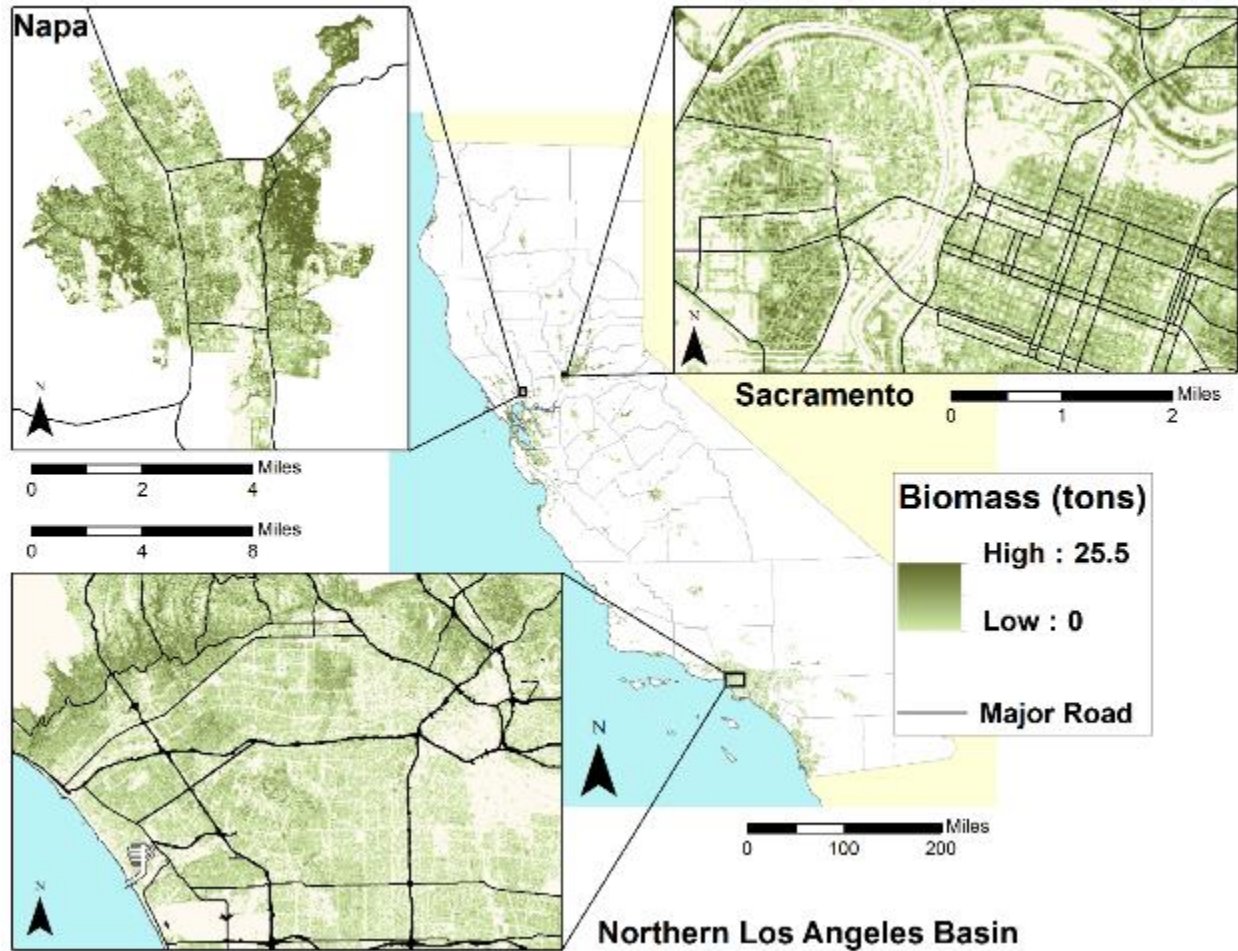 Napa
N
Miles
0 2 4
Miles
0 4 8
N
Sacramento
Miles
0 1 2
Biomass (tons)
High : 25.5
Low : 0
Major Road
N
Miles
0 100 200
N
Northern Los Angeles Basin